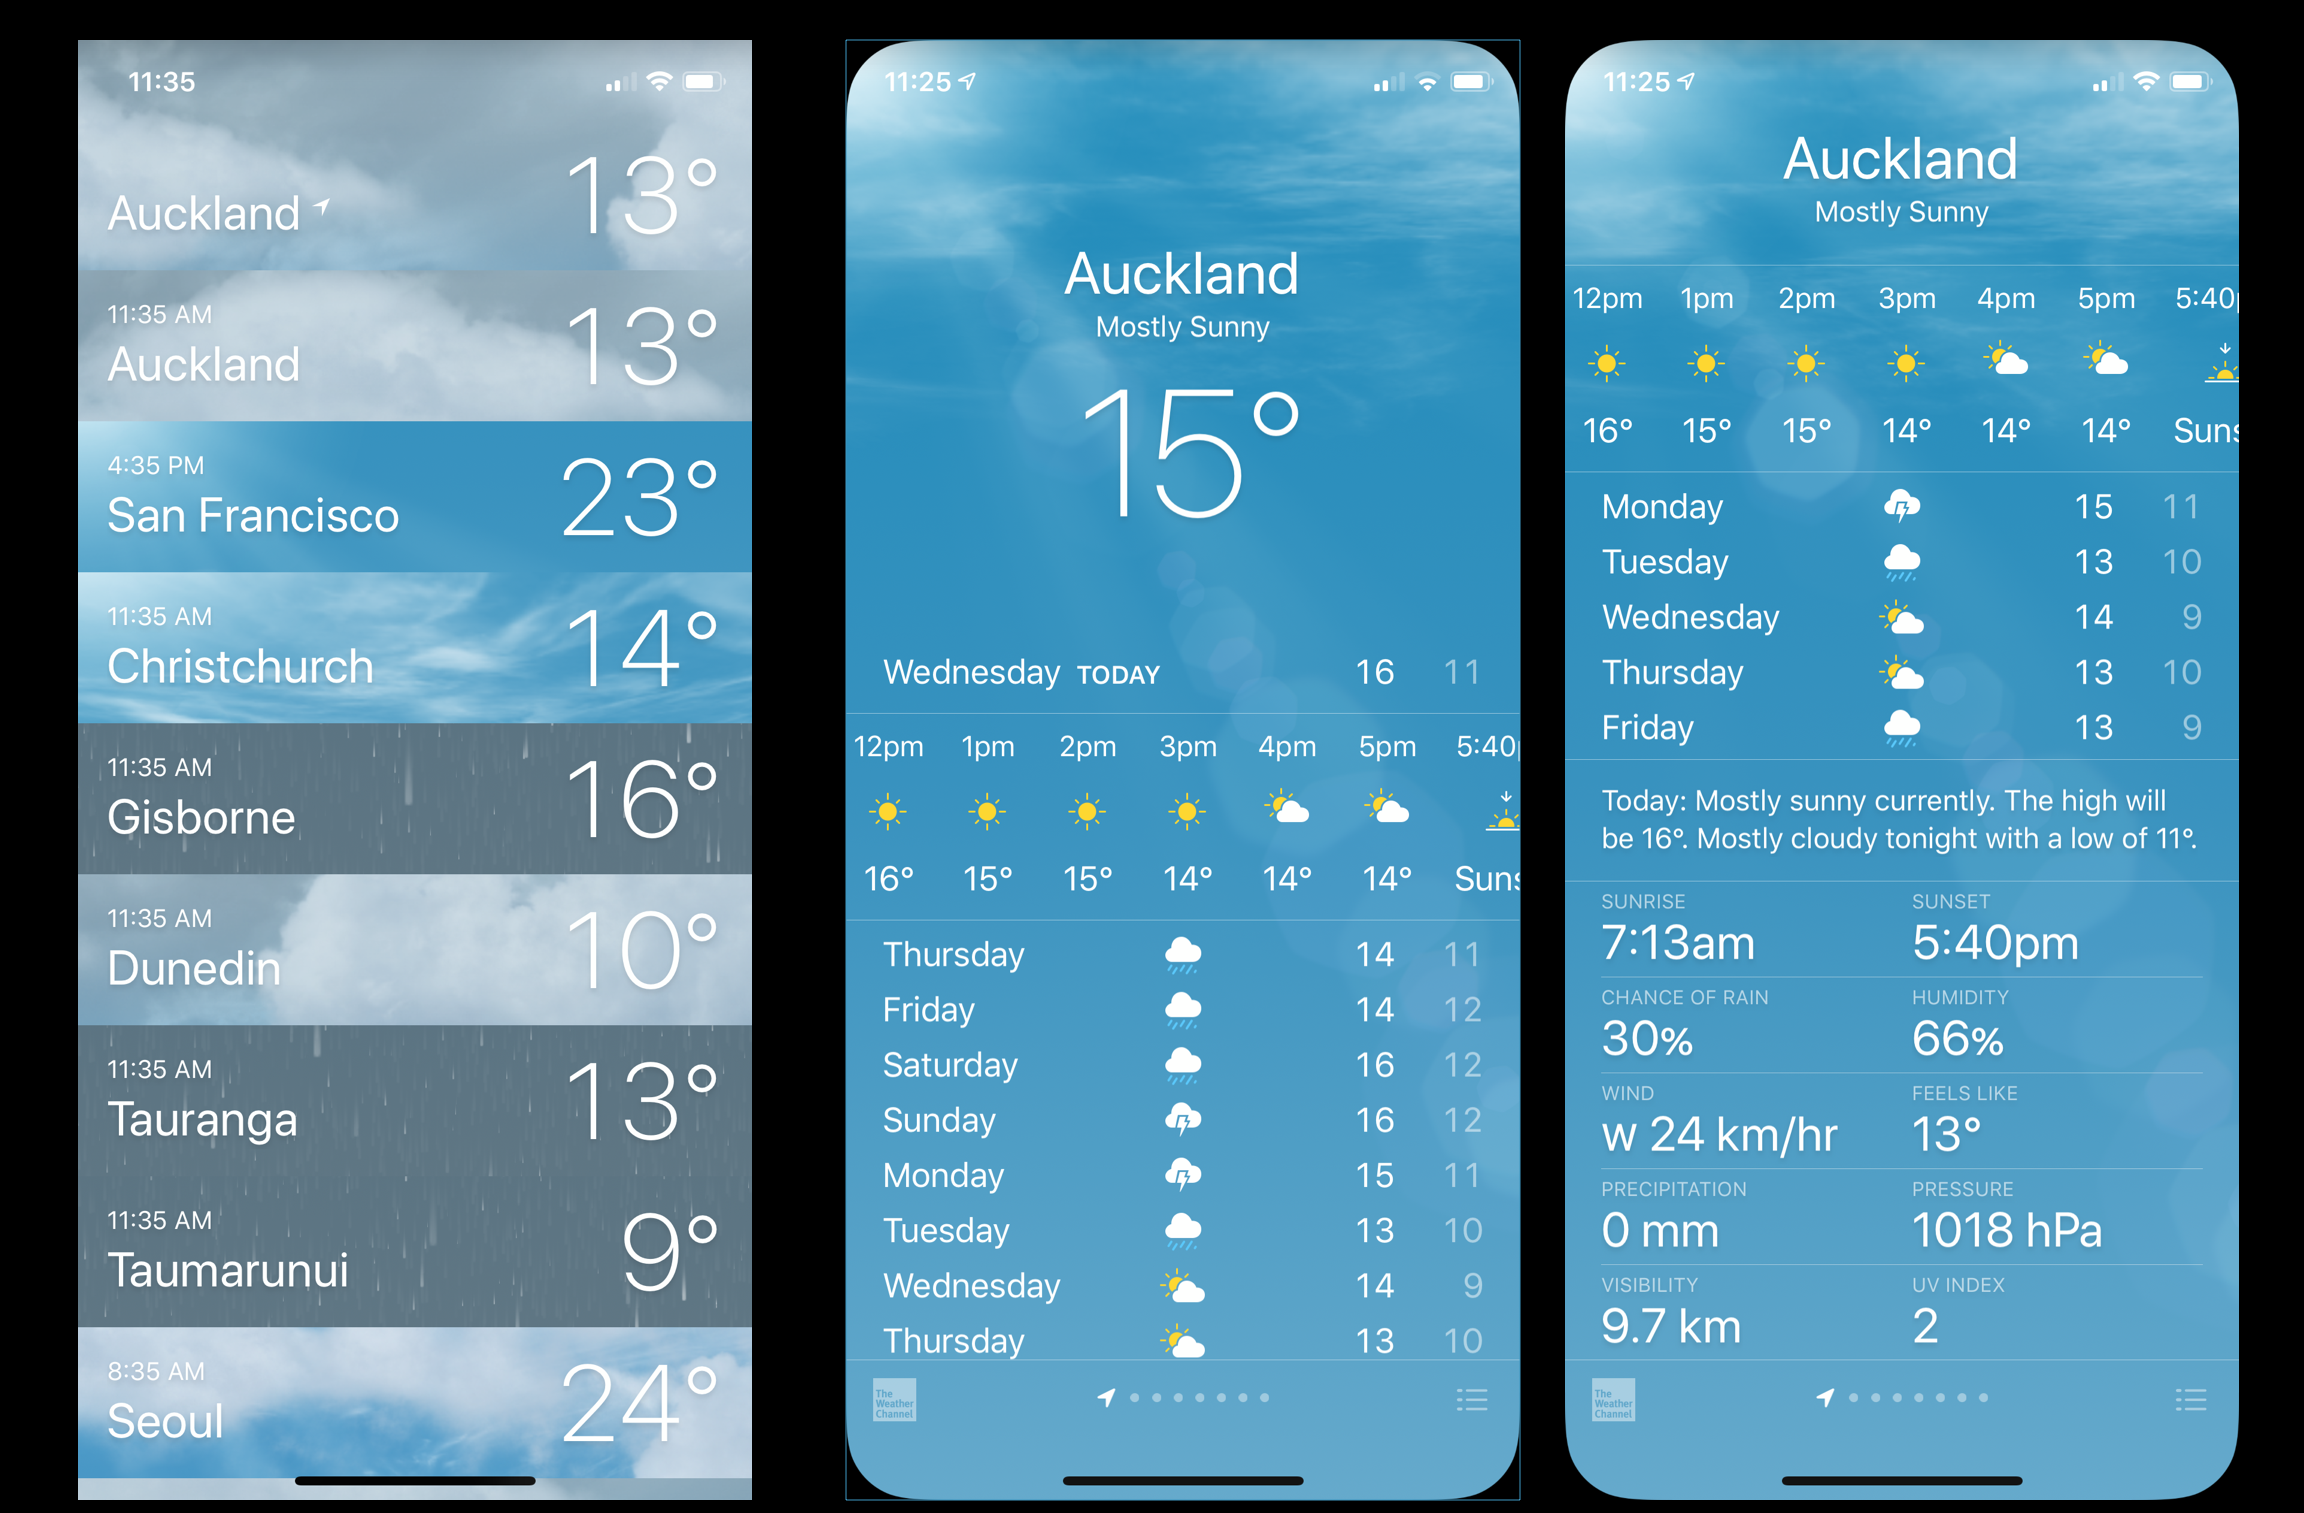 11:35
Auckland 13°
11:35 AM
Auckland 13°
4:35 PM
San Francisco 23°
11:35 AM
Christchurch 14°
11:35 AM
Gisborne 16°
11:35 AM
Dunedin 10°
11:35 AM
Tauranga 13°
11:35 AM
Taumarunui 9°
8:35 AM
Seoul 24°
11:25
Auckland
Mostly Sunny
15°
Wednesday TODAY 16 11
12pm 1pm 2pm 3pm 4pm 5pm 5:40p
16° 15° 15° 14° 14° 14° Suns
Thursday 14 11
Friday 14 12
Saturday 16 12
Sunday 16 12
Monday 15 11
Tuesday 13 10
Wednesday 14 9
Thursday 13 10
The
Weather
Channel
11:25
Auckland
Mostly Sunny
12pm 1pm 2pm 3pm 4pm 5pm 5:40p
16° 15° 15° 14° 14° 14° Suns
Monday 15 11
Tuesday 13 10
Wednesday 14 9
Thursday 13 10
Friday 13 9
Today: Mostly sunny currently. The high will
be 16°. Mostly cloudy tonight with a low of 11°.
SUNRISE SUNSET
7:13am 5:40pm
CHANCE OF RAIN HUMIDITY
30% 66%
WIND FEELS LIKE
w 24 km/hr 13°
PRECIPITATION PRESSURE
0 mm 1018 hPa
VISIBILITY UV INDEX
9.7 km 2
The
Weather
Channel